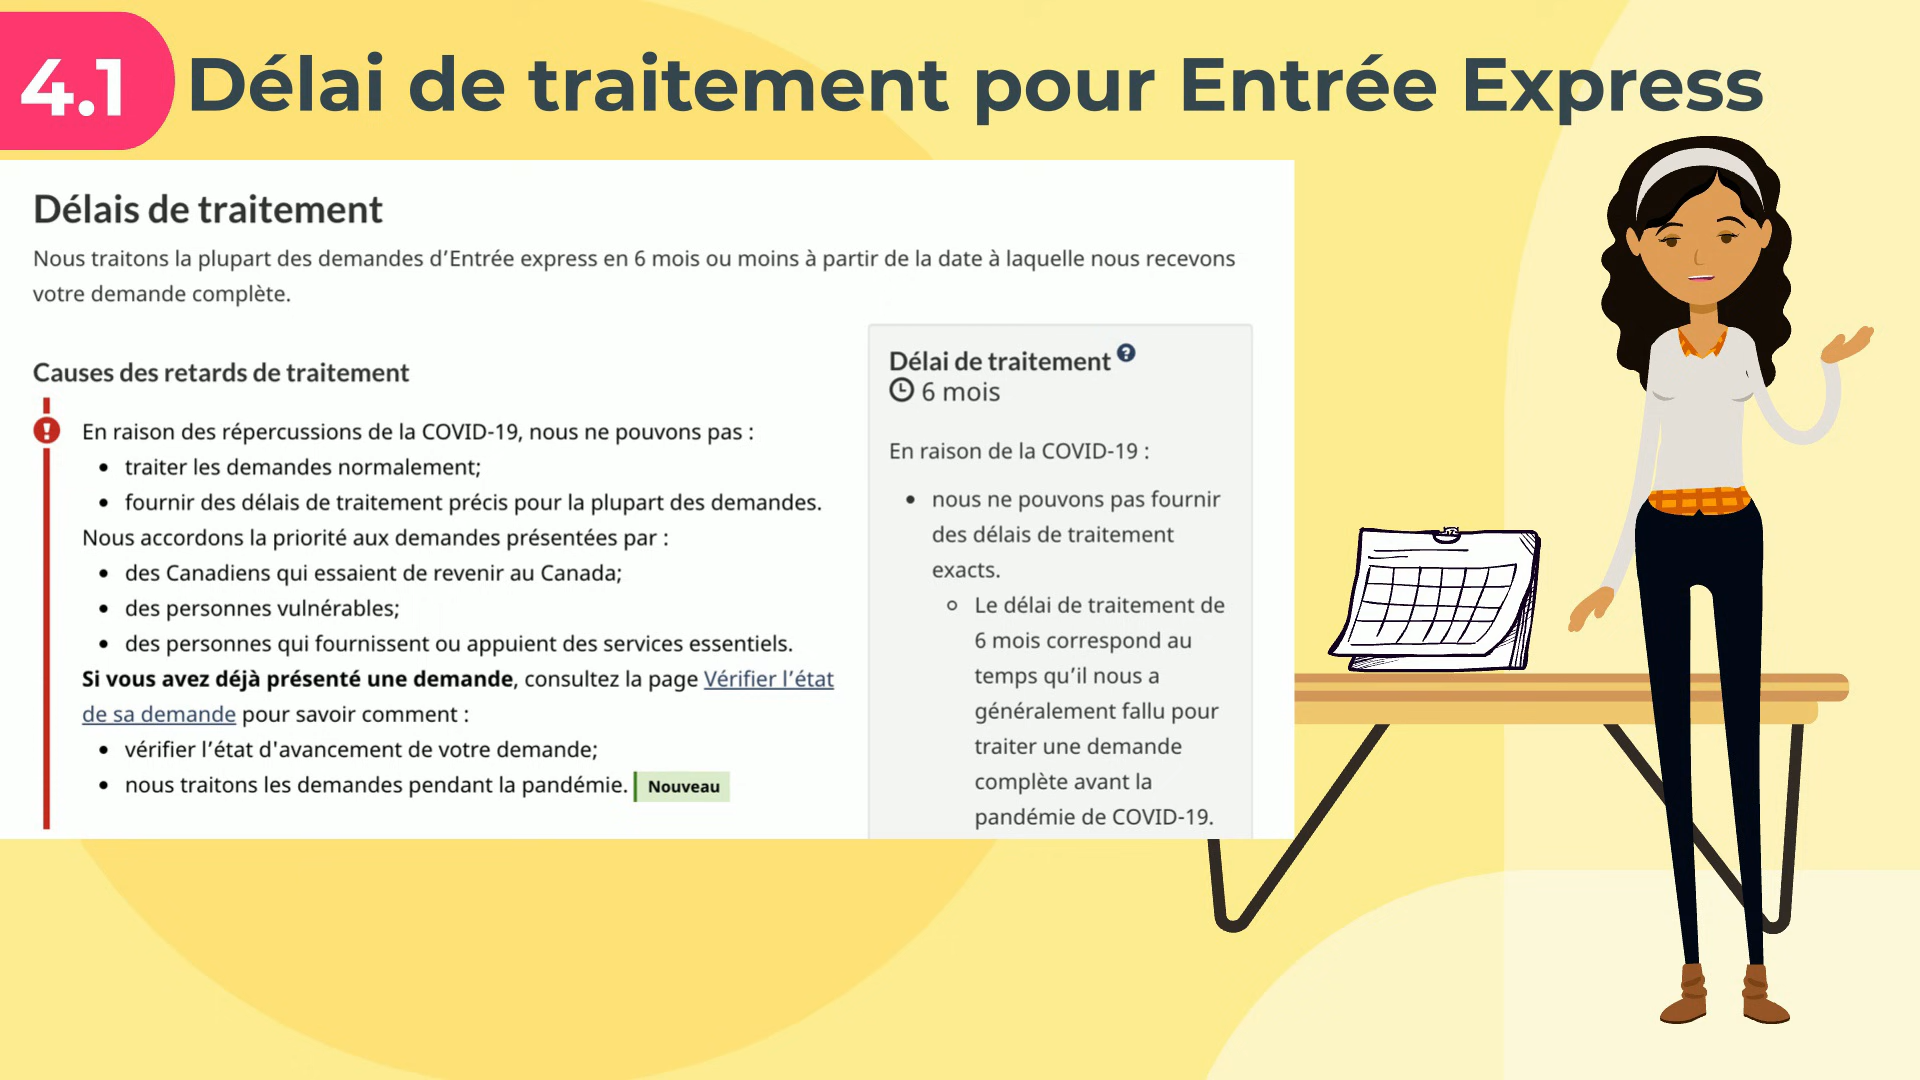 4.1 Délai de traitement pour Entrée Express
Délais de traitement
Nous traitons la plupart des demandes d’Entrée express en 6 mois ou moins à partir de la date à laquelle nous recevons
votre demande complète.
Causes des retards de traitement
En raison des répercussions de la COVID-19, nous ne pouvons pas :
• traiter les demandes normalement;
• fournir des délais de traitement précis pour la plupart des demandes.
Nous accordons la priorité aux demandes présentées par :
• des Canadiens qui essaient de revenir au Canada;
• des personnes vulnérables;
• des personnes qui fournissent ou appuient des services essentiels.
Si vous avez déjà présenté une demande, consultez la page Vérifier l’état
de sa demande pour savoir comment :
• vérifier l’état d'avancement de votre demande;
• nous traitons les demandes pendant la pandémie. Nouveau
Délai de traitement ?
6 mois
En raison de la COVID-19 :
• nous ne pouvons pas fournir
des délais de traitement
exacts.
○ Le délai de traitement de
6 mois correspond au
temps qu’il nous a
généralement fallu pour
traiter une demande
complète avant la
pandémie de COVID-19.